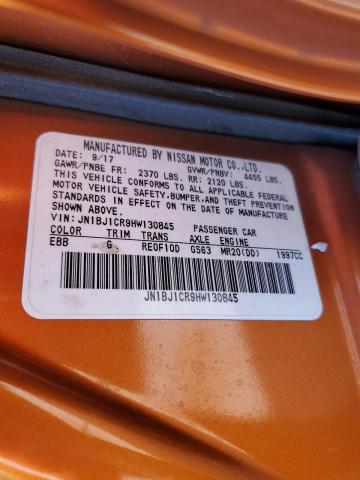 MANUFACTURED BY NISSAN MOTOR CO.,LTD.
DATE: 9/17 GVWR/PNBV: 4455 LBS.
GAWR/PNBE FR: 2370 LBS. RR: 2120 LBS.
THIS VEHICLE CONFORMS TO ALL APPLICABLE FEDERAL
MOTOR VEHICLE SAFETY,BUMPER,AND THEFT PREVENTION
STANDARDS IN EFFECT ON THE DATE OF MANUFACTURE
SHOWN ABOVE.
VIN:JN1BJ1CR9HW130845 PASSENGER CAR
COLOR TRIM TRANS AXLE ENGINE
EBB G RE0F10D GS63 MR20(DD) 1997CC
JN1BJ1CR9HW130845